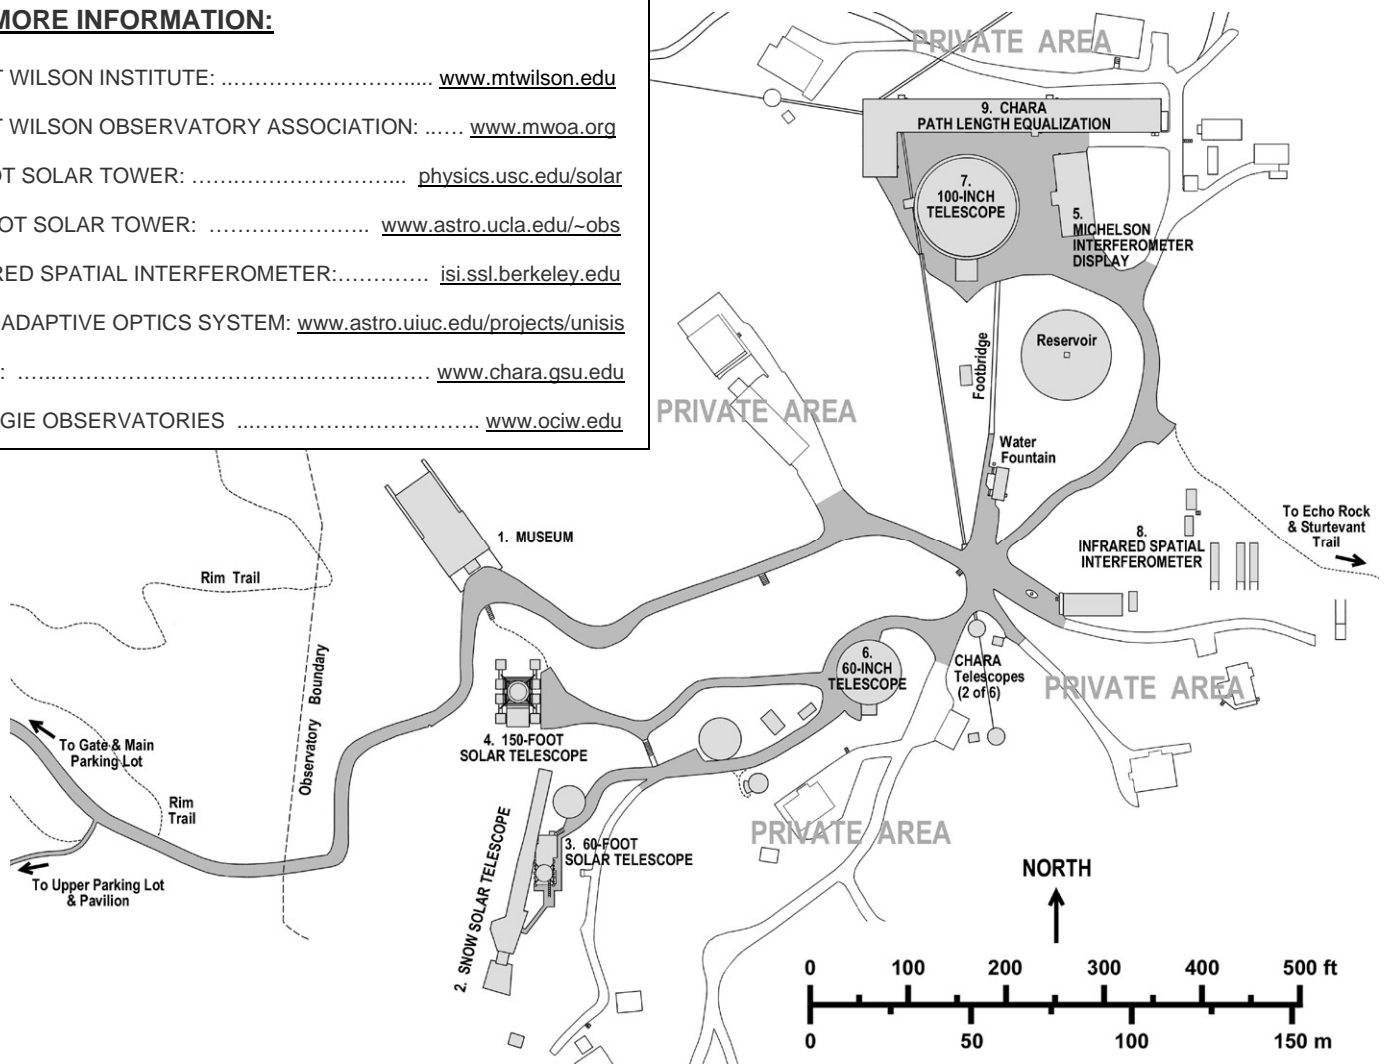 MORE INFORMATION:
T WILSON INSTITUTE: ..……………………..... www.mtwilson.edu
T WILSON OBSERVATORY ASSOCIATION: ..…. www.mwoa.org
OT SOLAR TOWER: …………………………... physics.usc.edu/solar
OOT SOLAR TOWER: ………………….. www.astro.ucla.edu/~obs
RED SPATIAL INTERFEROMETER:…………. isi.ssl.berkeley.edu
ADAPTIVE OPTICS SYSTEM: www.astro.uiuc.edu/projects/unisis
: …………………………………………………. www.chara.gsu.edu
GIE OBSERVATORIES ....………………………….. www.ociw.edu
PRIVATE AREA
9. CHARA
PATH LENGTH EQUALIZATION
7.
100-INCH
TELESCOPE
5.
MICHELSON
INTERFEROMETER
DISPLAY
Footbridge
Reservoir
PRIVATE AREA
Water
Fountain
1. MUSEUM
8.
INFRARED SPATIAL
INTERFEROMETER
To Echo Rock
& Sturtevant
Trail
Rim Trail
Observatory Boundary
6.
60-INCH
TELESCOPE
CHARA
Telescopes
(2 of 6)
PRIVATE AREA
4. 150-FOOT
SOLAR TELESCOPE
To Gate & Main
Parking Lot
Rim
Trail
2. SNOW SOLAR TELESCOPE
3. 60-FOOT
SOLAR TELESCOPE
PRIVATE AREA
To Upper Parking Lot
& Pavilion
NORTH
0 100 200 300 400 500 ft
0 50 100 150 m